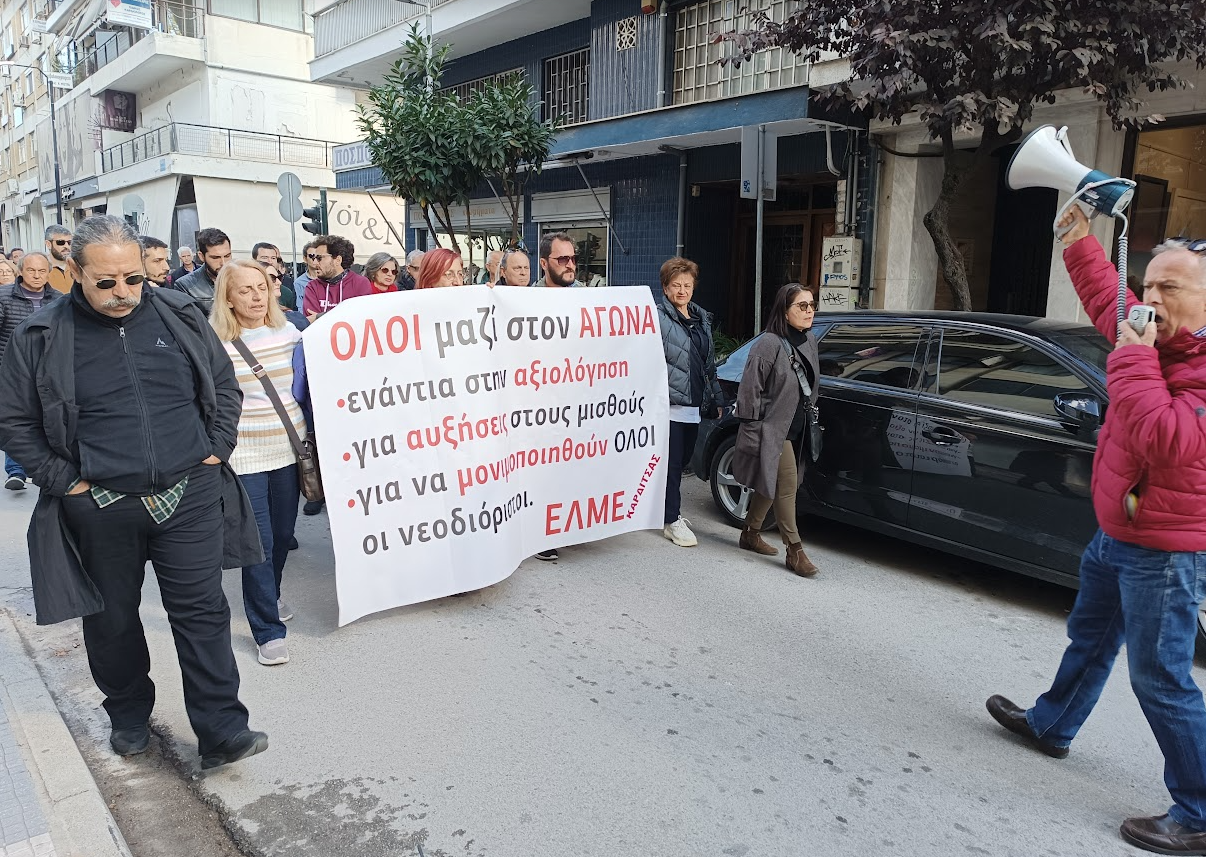 ΟΛΟΙ μαζί στον ΑΓΩΝΑ
•ενάντια στην αξιολόγηση
•για αυξήσεις στους μισθούς
•για να μονιμοποιηθούν ΟΛΟΙ
οι νεοδιόριστοι.
ΕΛΜΕ ΚΑΡΔΙΤΣΑΣ